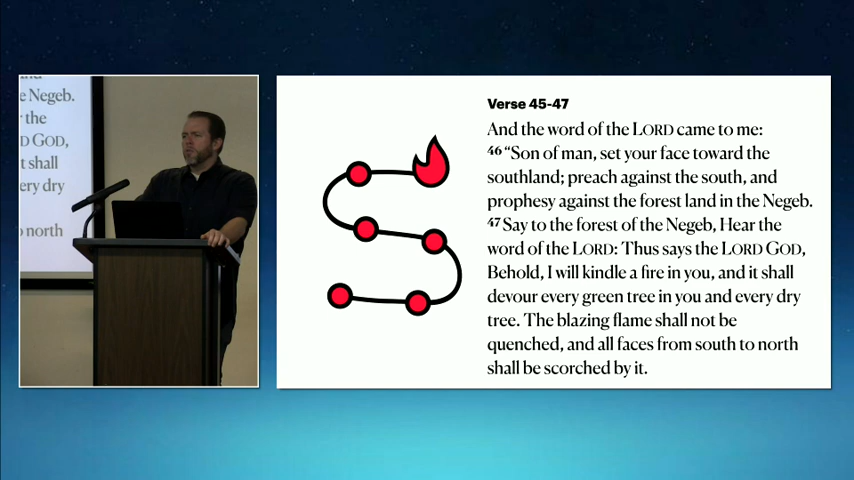 e Negeb.
the
D GOD,
t shall
ery dry
o north
Verse 45-47
And the word of the LORD came to me:
46 “Son of man, set your face toward the
southland; preach against the south, and
prophesy against the forest land in the Negeb.
47 Say to the forest of the Negeb, Hear the
word of the LORD: Thus says the LORD GOD,
Behold, I will kindle a fire in you, and it shall
devour every green tree in you and every dry
tree. The blazing flame shall not be
quenched, and all faces from south to north
shall be scorched by it.